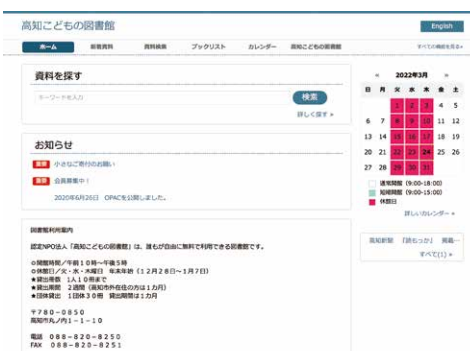 高知こどもの図書館
English
ホーム 新着資料 資料検索 ブックリスト カレンダー 高知こどもの図書館
すべての機能を見る
資料を探す
キーワードを入力
検索
詳しく探す »
お知らせ
重要 小さなご寄付のお願い
重要 会員募集中!
2020年6月26日 OPACを公開しました。
図書館利用案内
認定NPO法人「高知こどもの図書館」は、誰もが自由に無料で利用できる図書館です。
○開館時間／午前10時~午後5時
○休館日／火・水・木曜日 年末年始(12月28日~1月7日)
★貸出冊数 1人10冊まで
★貸出期間 2週間(高知市外在住の方は1カ月)
★団体貸出 1団体30冊 貸出期間は1カ月
〒780-0850
高知市丸ノ内1-1-10
電話 088-820-8250
FAX 088-820-8251
« 2022年3月 »
日 月 火 水 木 金 土
1 2 3 4 5
6 7 8 9 10 11 12
13 14 15 16 17 18 19
20 21 22 23 24 25 26
27 28 29 30 31
通常開館 (9:00-18:00)
短縮開館 (9:00-15:00)
休館日
詳しいカレンダー »
高知新聞 「読もっか」 掲載…
すべて(1) »